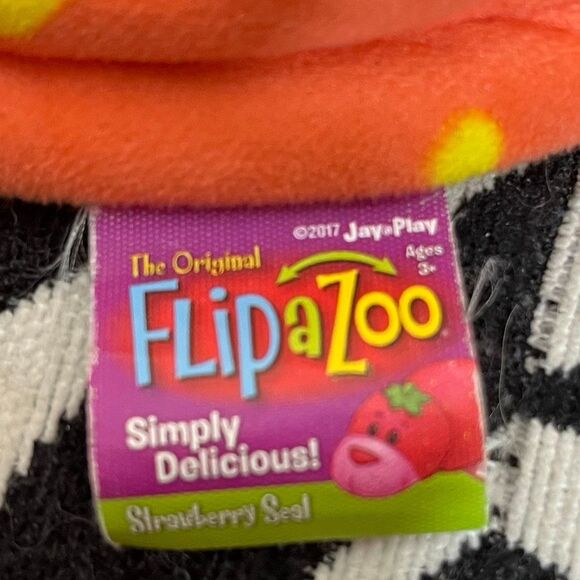 ©2017 Jay@Play
Ages
3+
The Original
FLipaZoo
Simply
Delicious!
Strawberry Seal